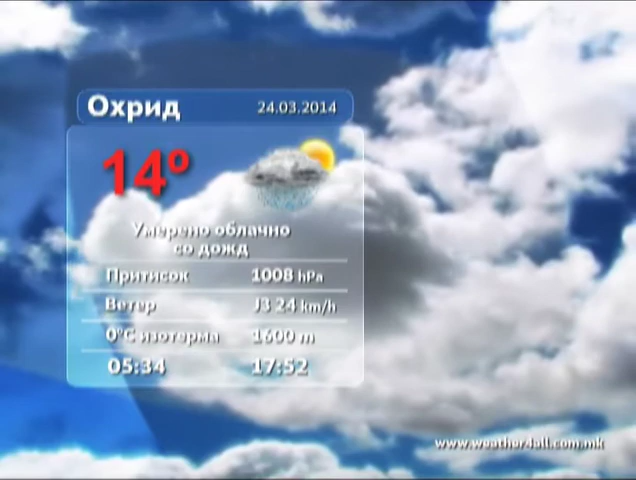 Охрид 24.03.2014
14º
Умерено облачно
со дожд
Притисок 1008 hPa
Ветер ЈЗ 24 km/h
0ºC изотерма 1600 m
05:34 17:52
www.weather4all.com.mk